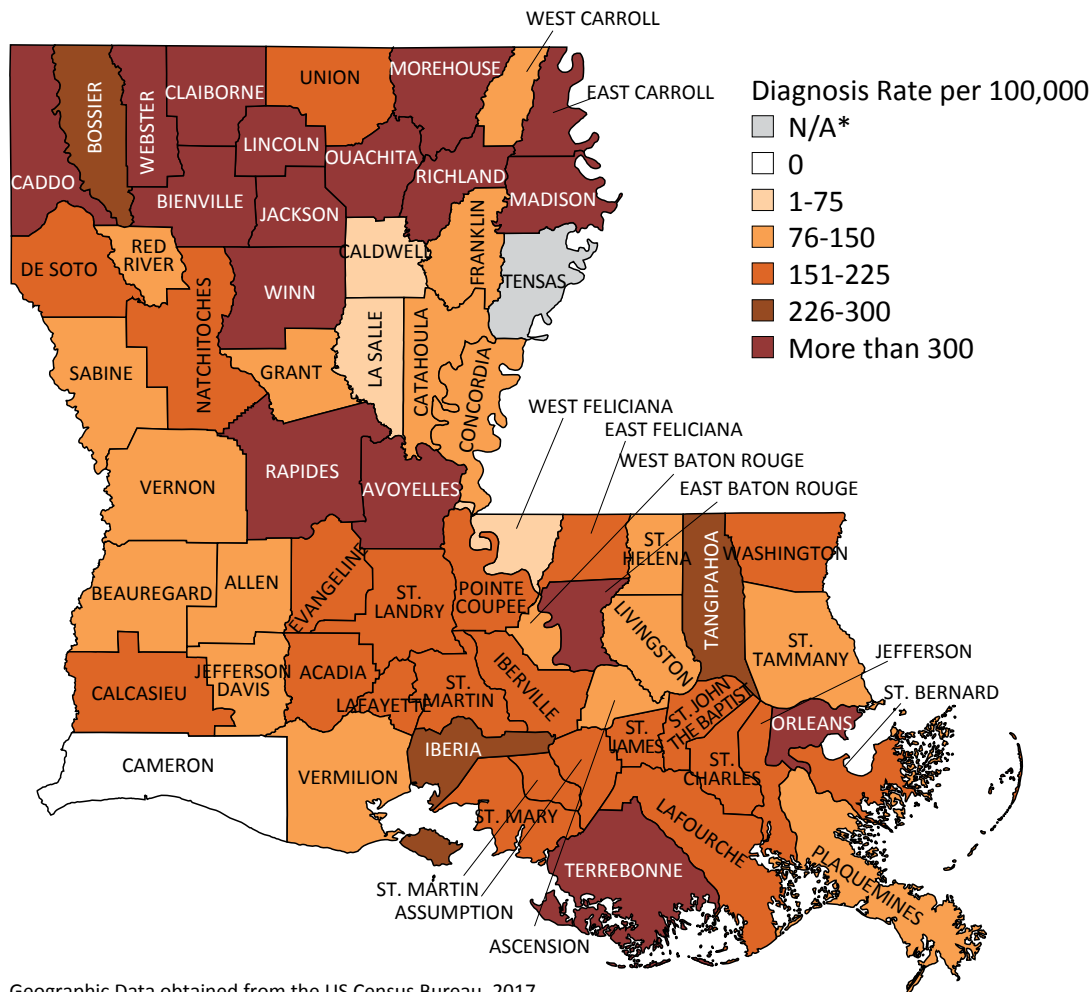 WEST CARROLL
MOREHOUSE
UNION
CLAIBORNE
EAST CARROLL
BOSSIER
WEBSTER
LINCOLN
OUACHITA
RICHLAND
CADDO
BIENVILLE
JACKSON
MADISON
Diagnosis Rate per 100,000
N/A*
0
1-75
76-150
151-225
226-300
More than 300
RED
RIVER
DE SOTO
CALDWELL
FRANKLIN
TENSAS
WINN
NATCHITOCHES
LA SALLE
CATAHOULA
SABINE
GRANT
CONCORDIA
WEST FELICIANA
EAST FELICIANA
WEST BATON ROUGE
EAST BATON ROUGE
RAPIDES
VERNON
AVOYELLES
ST.
HELENA
TANGIPAHOA
WASHINGTON
BEAUREGARD
ALLEN
EVANGELINE
ST.
LANDRY
POINTE
COUPEE
LIVINGSTON
ST.
TAMMANY
JEFFERSON
ST. BERNARD
CALCASIEU
JEFFERSON
DAVIS
ACADIA
LAFAYETTE
ST.
MARTIN
IBERVILLE
ST. JOHN
THE BAPTIST
ORLEANS
CAMERON
VERMILION
IBERIA
ST.
JAMES
ST.
CHARLES
ST. MARY
LAFOURCHE
TERREBONNE
PLAQUEMINES
ST. MARTIN
ASSUMPTION
ASCENSION
Geographic Data obtained from the US Census Bureau, 2017